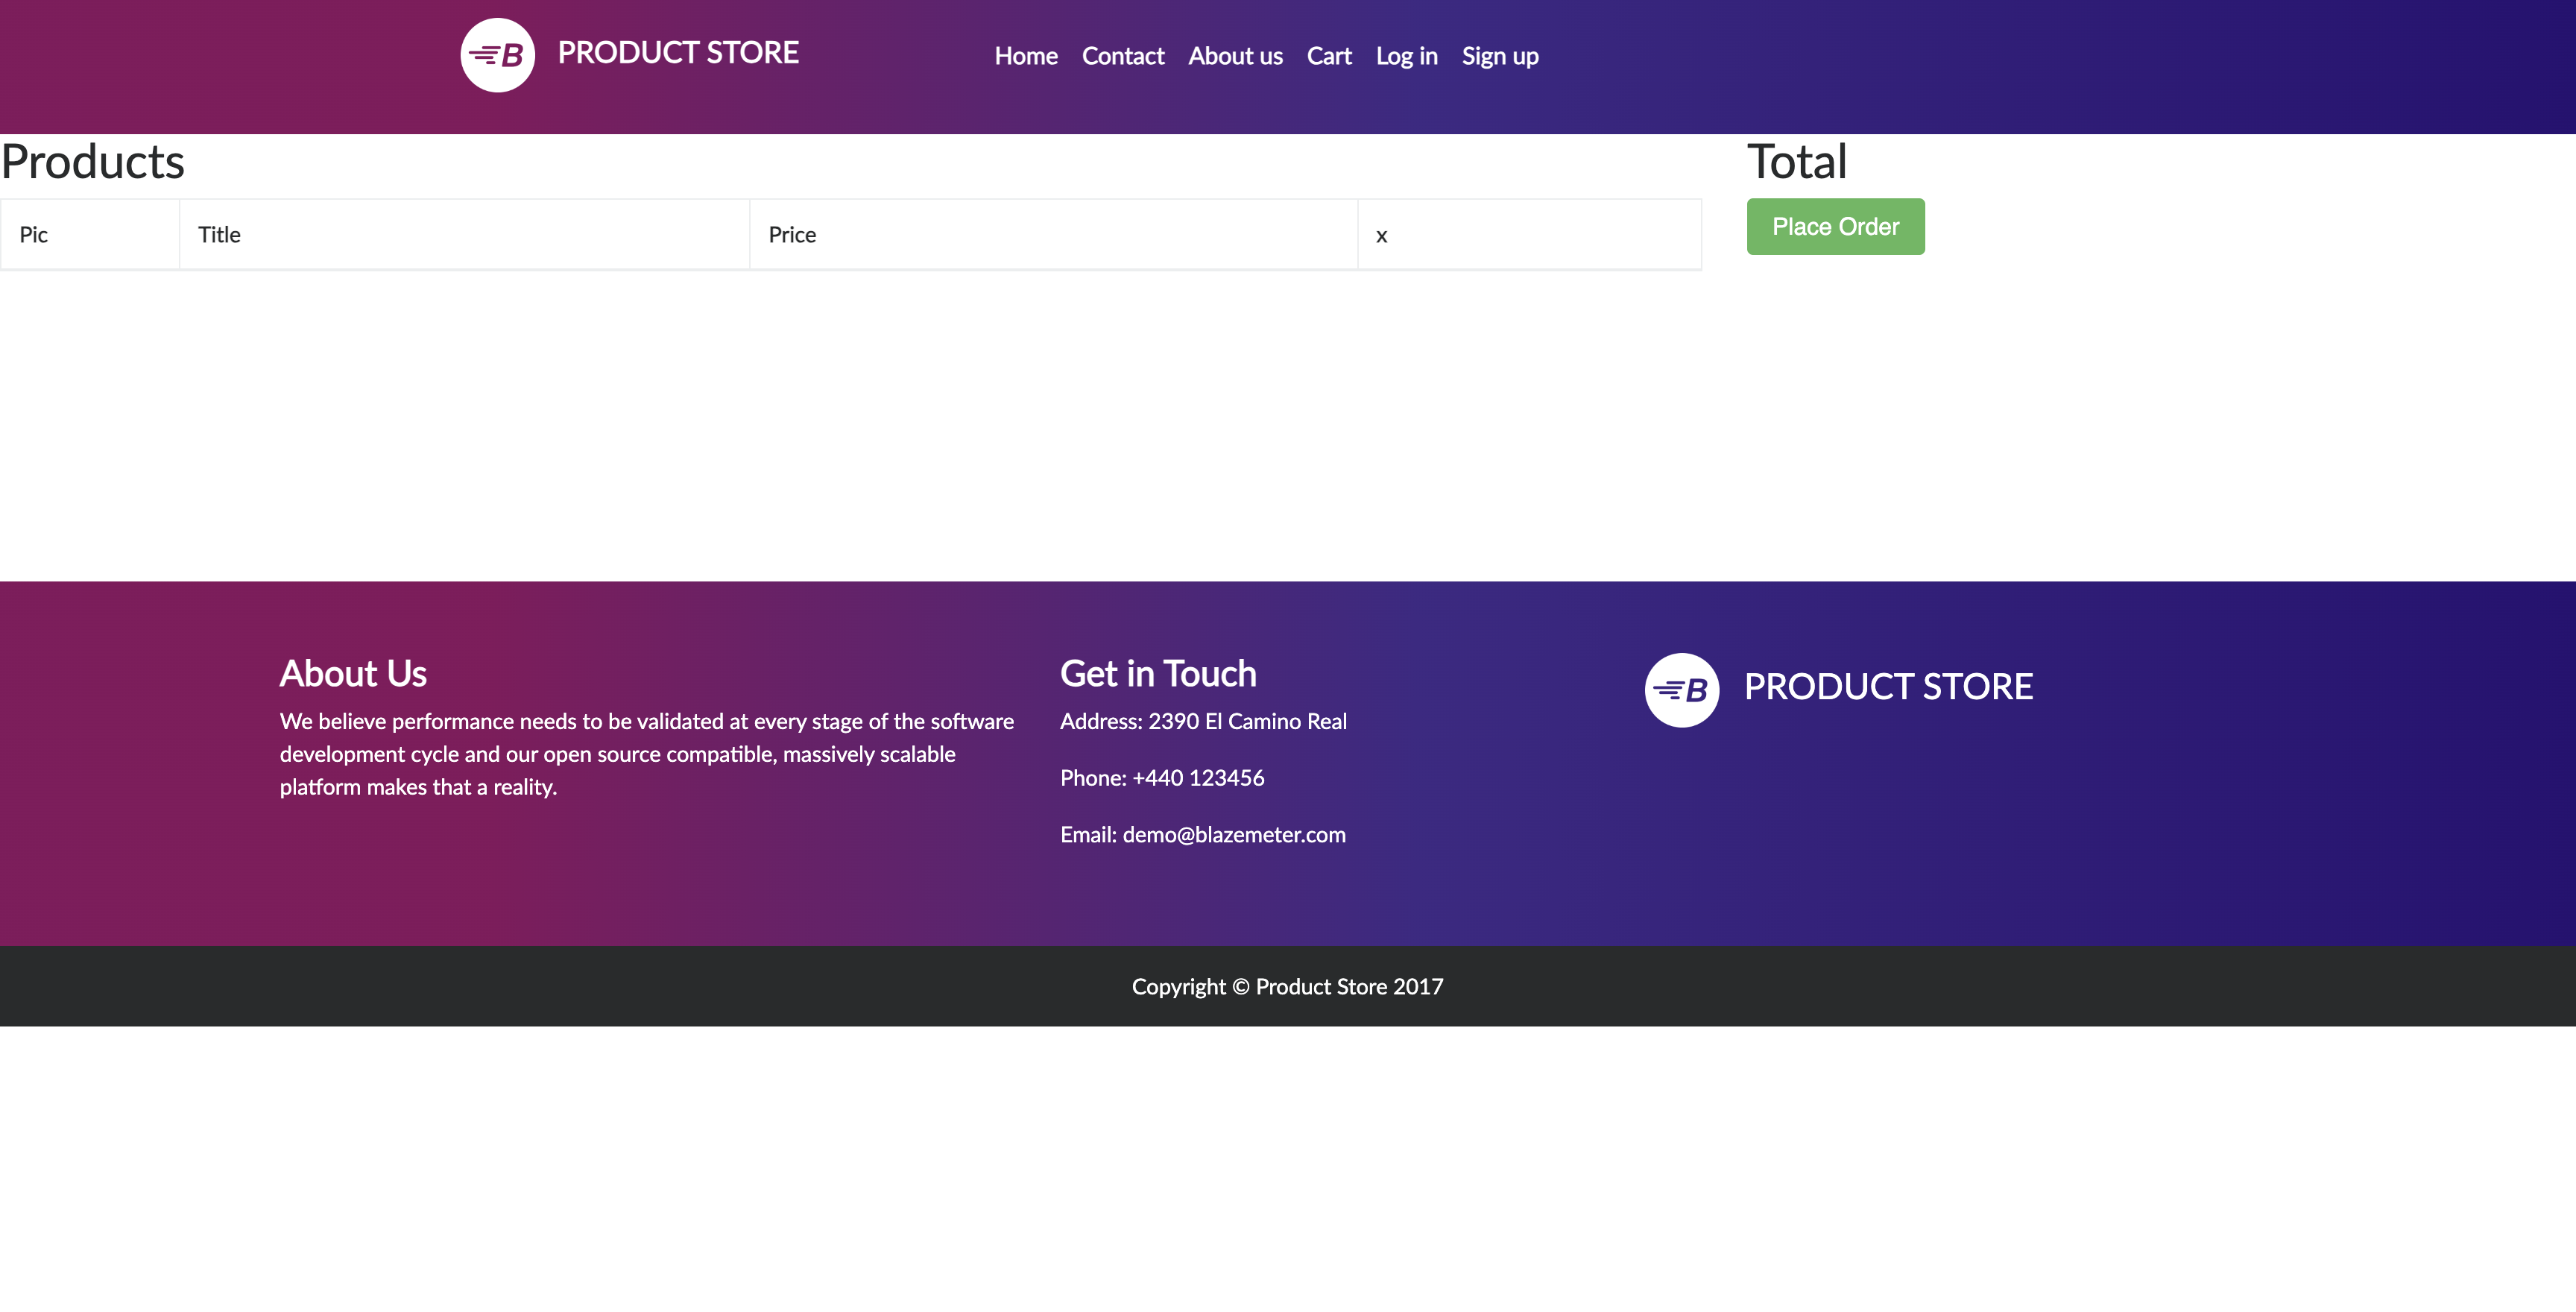 B PRODUCT STORE
Home Contact About us Cart Log in Sign up
Products
Pic Title Price x
Total
Place Order
About Us
We believe performance needs to be validated at every stage of the software
development cycle and our open source compatible, massively scalable
platform makes that a reality.
Get in Touch
Address: 2390 El Camino Real
Phone: +440 123456
Email: demo@blazemeter.com
B PRODUCT STORE
Copyright © Product Store 2017